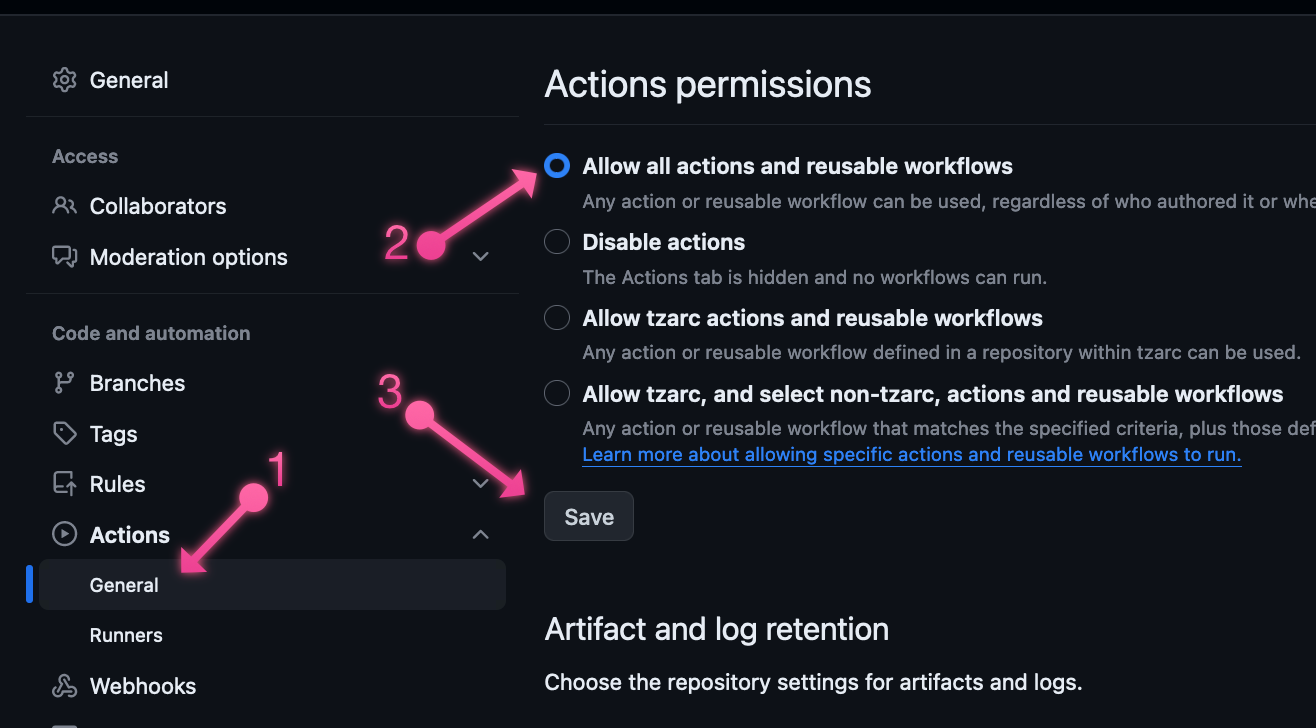 General
Access
Collaborators
Moderation options
Code and automation
Branches
Tags
Rules
Actions
General
Runners
Webhooks
1
2
3
Actions permissions
Allow all actions and reusable workflows
Any action or reusable workflow can be used, regardless of who authored it or whe
Disable actions
The Actions tab is hidden and no workflows can run.
Allow tzarc actions and reusable workflows
Any action or reusable workflow defined in a repository within tzarc can be used.
Allow tzarc, and select non-tzarc, actions and reusable workflows
Any action or reusable workflow that matches the specified criteria, plus those def
Learn more about allowing specific actions and reusable workflows to run.
Save
Artifact and log retention
Choose the repository settings for artifacts and logs.